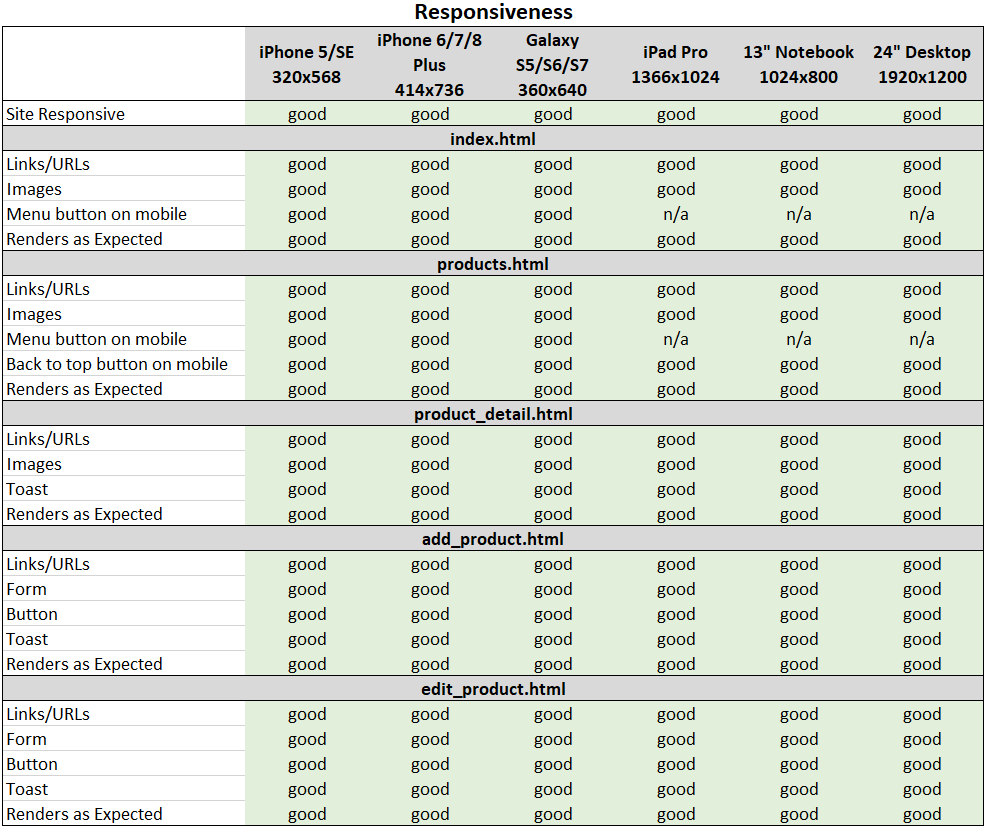 Responsiveness
iPhone 5/SE 320x568 iPhone 6/7/8 Plus 414x736 Galaxy S5/S6/S7 360x640 iPad Pro 1366x1024 13" Notebook 1024x800 24" Desktop 1920x1200
Site Responsive good good good good good good
index.html
Links/URLs good good good good good good
Images good good good good good good
Menu button on mobile good good good n/a n/a n/a
Renders as Expected good good good good good good
products.html
Links/URLs good good good good good good
Images good good good good good good
Menu button on mobile good good good n/a n/a n/a
Back to top button on mobile good good good good good good
Renders as Expected good good good good good good
product_detail.html
Links/URLs good good good good good good
Images good good good good good good
Toast good good good good good good
Renders as Expected good good good good good good
add_product.html
Links/URLs good good good good good good
Form good good good good good good
Button good good good good good good
Toast good good good good good good
Renders as Expected good good good good good good
edit_product.html
Links/URLs good good good good good good
Form good good good good good good
Button good good good good good good
Toast good good good good good good
Renders as Expected good good good good good good